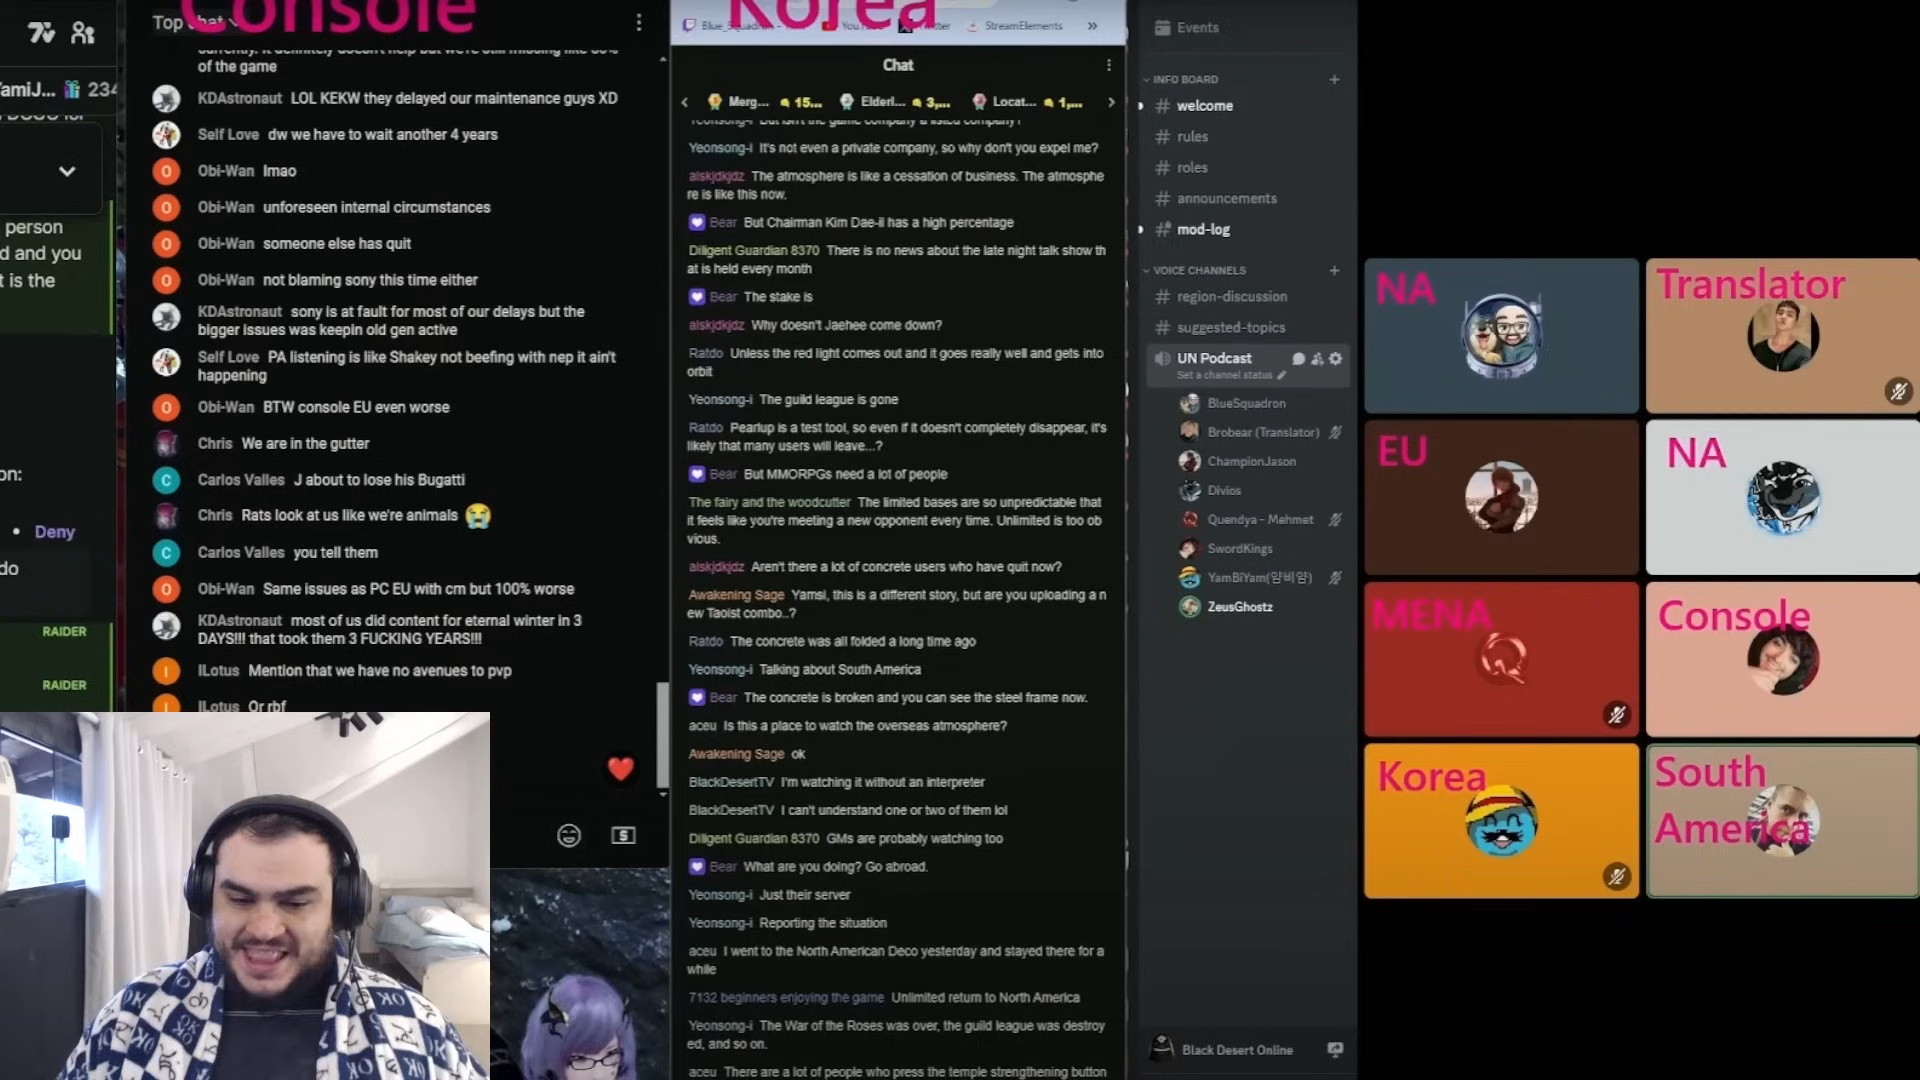 YamiJ... 234
person
d and you
t is the
on:
• Deny
do
RAIDER
RAIDER
Console
Top chat
of the game
KDAstronaut LOL KEKW they delayed our maintenance guys XD
Self Love dw we have to wait another 4 years
Obi-Wan lmao
Obi-Wan unforeseen internal circumstances
Obi-Wan someone else has quit
Obi-Wan not blaming sony this time either
KDAstronaut sony is at fault for most of our delays but the
bigger issues was keepin old gen active
Self Love PA listening is like Shakey not beefing with nep it ain't
happening
Obi-Wan BTW console EU even worse
Chris We are in the gutter
Carlos Valles J about to lose his Bugatti
Chris Rats look at us like we're animals 😭
Carlos Valles you tell them
Obi-Wan Same issues as PC EU with cm but 100% worse
KDAstronaut most of us did content for eternal winter in 3
DAYS!!! that took them 3 FUCKING YEARS!!!
ILotus Mention that we have no avenues to pvp
ILotus Or rbf
Korea
StreamElements
Chat
Merg... 15...
Elderl... 3,...
Locat... 1,...
Yeonsong-i But isn't the game company a listed company?
Yeonsong-i It's not even a private company, so why don't you expel me?
alskjdkjdz The atmosphere is like a cessation of business. The atmosphe
re is like this now.
Bear But Chairman Kim Dae-il has a high percentage
Diligent Guardian 8370 There is no news about the late night talk show th
at is held every month
Bear The stake is
alskjdkjdz Why doesn't Jaehee come down?
Ratdo Unless the red light comes out and it goes really well and gets into
orbit
Yeonsong-i The guild league is gone
Ratdo Pearlup is a test tool, so even if it doesn't completely disappear, it's
likely that many users will leave...?
Bear But MMORPGs need a lot of people
The fairy and the woodcutter The limited bases are so unpredictable that
it feels like you're meeting a new opponent every time. Unlimited is too ob
vious.
alskjdkjdz Aren't there a lot of concrete users who have quit now?
Awakening Sage Yamsi, this is a different story, but are you uploading a n
ew Taoist combo..?
Ratdo The concrete was all folded a long time ago
Yeonsong-i Talking about South America
Bear The concrete is broken and you can see the steel frame now.
aceu Is this a place to watch the overseas atmosphere?
Awakening Sage ok
BlackDesertTV I'm watching it without an interpreter
BlackDesertTV I can't understand one or two of them lol
Diligent Guardian 8370 GMs are probably watching too
Bear What are you doing? Go abroad.
Yeonsong-i Just their server
Yeonsong-i Reporting the situation
aceu I went to the North American Deco yesterday and stayed there for a
while
7132 beginners enjoying the game Unlimited return to North America
Yeonsong-i The War of the Roses was over, the guild league was destroy
ed, and so on.
aceu There are a lot of people who press the temple strengthening button
Events
INFO BOARD
# welcome
# rules
# roles
# announcements
# mod-log
VOICE CHANNELS
# region-discussion
# suggested-topics
UN Podcast
Set a channel status
BlueSquadron
Brobear (Translator)
ChampionJason
Divios
Quendya - Mehmet
SwordKings
YamBiYam(얌비얌)
ZeusGhostz
Black Desert Online
NA
Translator
EU
NA
MENA
Console
Korea
South
America